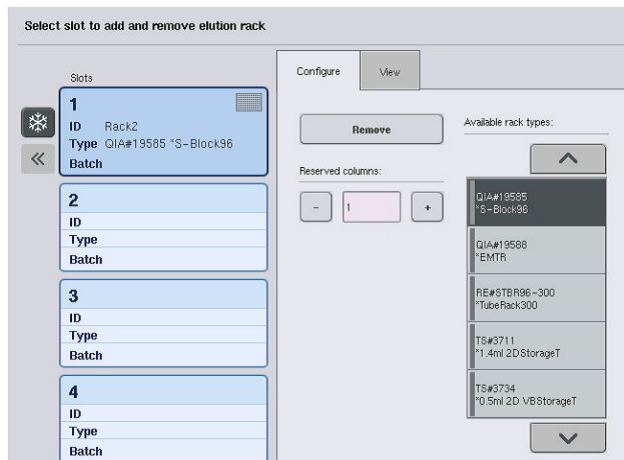 Select slot to add and remove elution rack
Slots
1
ID Rack2
Type QIA#19585 *S-Block96
Batch
2
ID
Type
Batch
3
ID
Type
Batch
4
ID
Type
Batch
Configure View
Remove
Reserved columns:
- 1 +
Available rack types:
QIA#19585
*S-Block96
QIA#19588
*EMTR
RE#STBR96-300
*TubeRack300
TS#3711
*1.4ml 2DStorageT
TS#3734
*0.5ml 2D VBStorageT